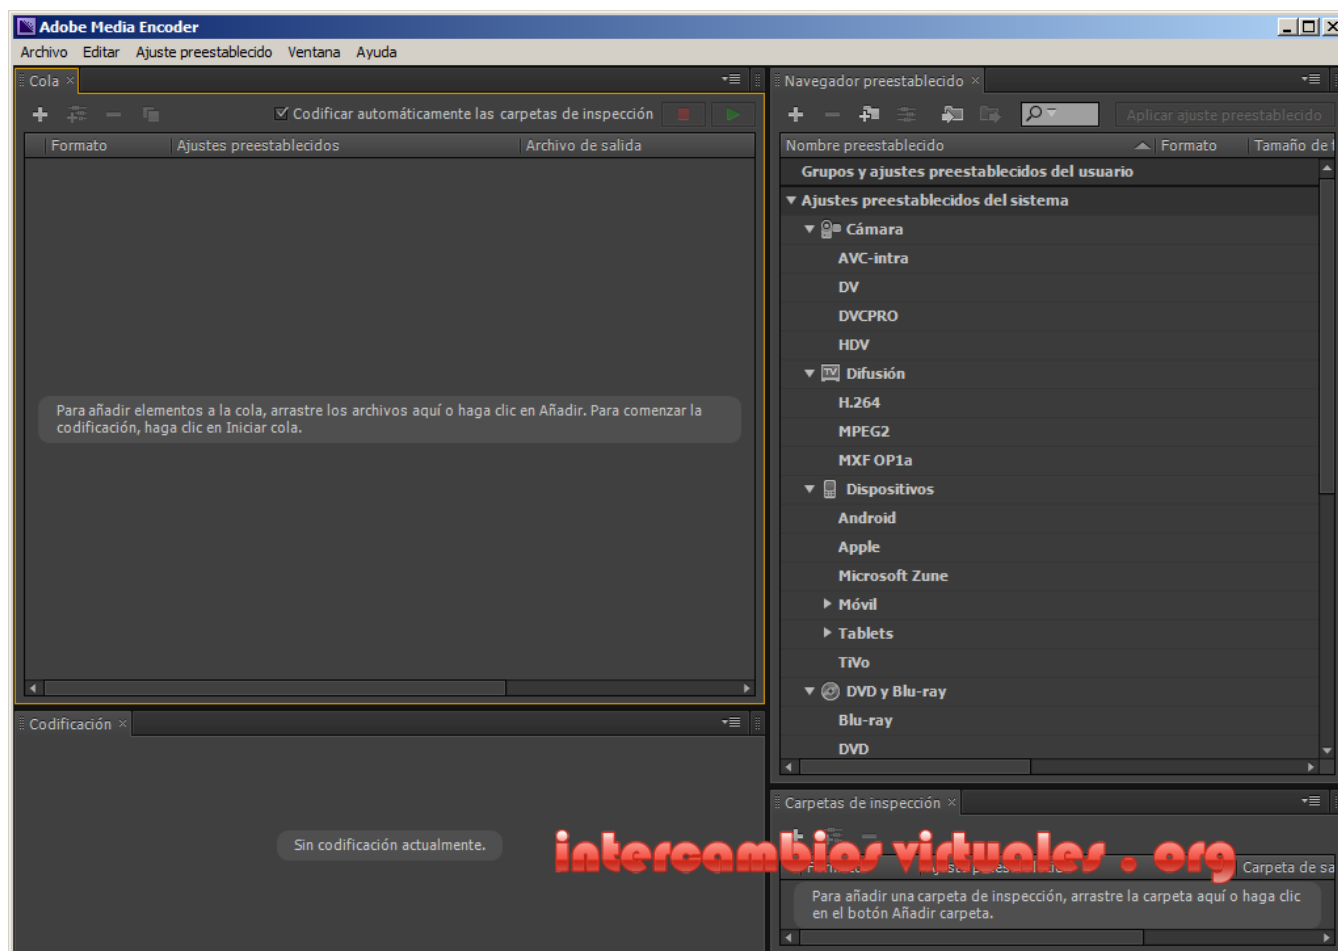 Adobe Media Encoder
Archivo Editar Ajuste preestablecido Ventana Ayuda
Cola
Codificar automáticamente las carpetas de inspección
Formato Ajustes preestablecidos Archivo de salida
Para añadir elementos a la cola, arrastre los archivos aquí o haga clic en Añadir. Para comenzar la
codificación, haga clic en Iniciar cola.
Codificación
Sin codificación actualmente.
Navegador preestablecido
Aplicar ajuste preestablecido
Nombre preestablecido Formato Tamaño de
Grupos y ajustes preestablecidos del usuario
Ajustes preestablecidos del sistema
Cámara
AVC-intra
DV
DVCPRO
HDV
TV Difusión
H.264
MPEG2
MXF OP1a
Dispositivos
Android
Apple
Microsoft Zune
Móvil
Tablets
TiVo
DVD y Blu-ray
Blu-ray
DVD
Carpetas de inspección
intercambios virtuales . org
Formato Carpeta de
Para añadir una carpeta de inspección, arrastre la carpeta aquí o haga clic
en el botón Añadir carpeta.